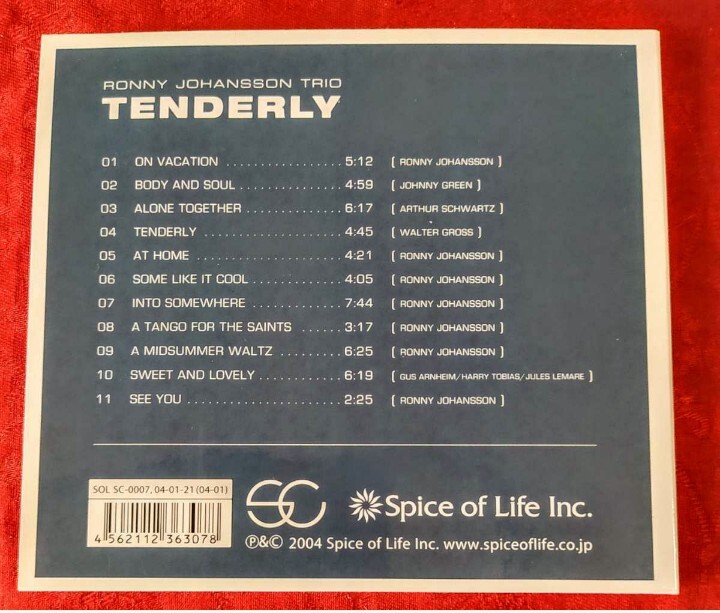 RONNY JOHANSSON TRIO
TENDERLY
01 ON VACATION ................. 5:12 [ RONNY JOHANSSON ]
02 BODY AND SOUL ............... 4:59 [ JOHNNY GREEN ]
03 ALONE TOGETHER .............. 6:17 [ ARTHUR SCHWARTZ ]
04 TENDERLY ..................... 4:45 [ WALTER GROSS ]
05 AT HOME ..................... 4:21 [ RONNY JOHANSSON ]
06 SOME LIKE IT COOL ............. 4:05 [ RONNY JOHANSSON ]
07 INTO SOMEWHERE ............. 7:44 [ RONNY JOHANSSON ]
08 A TANGO FOR THE SAINTS ...... 3:17 [ RONNY JOHANSSON ]
09 A MIDSUMMER WALTZ ......... 6:25 [ RONNY JOHANSSON ]
10 SWEET AND LOVELY ............ 6:19 [ GUS ARNHEIM/HARRY TOBIAS/JULES LEMARE ]
11 SEE YOU ...................... 2:25 [ RONNY JOHANSSON ]
SOL SC-0007, 04-01-21 (04-01)
4 562112 363078
SC
Spice of Life Inc.
℗&© 2004 Spice of Life Inc. www.spiceoflife.co.jp